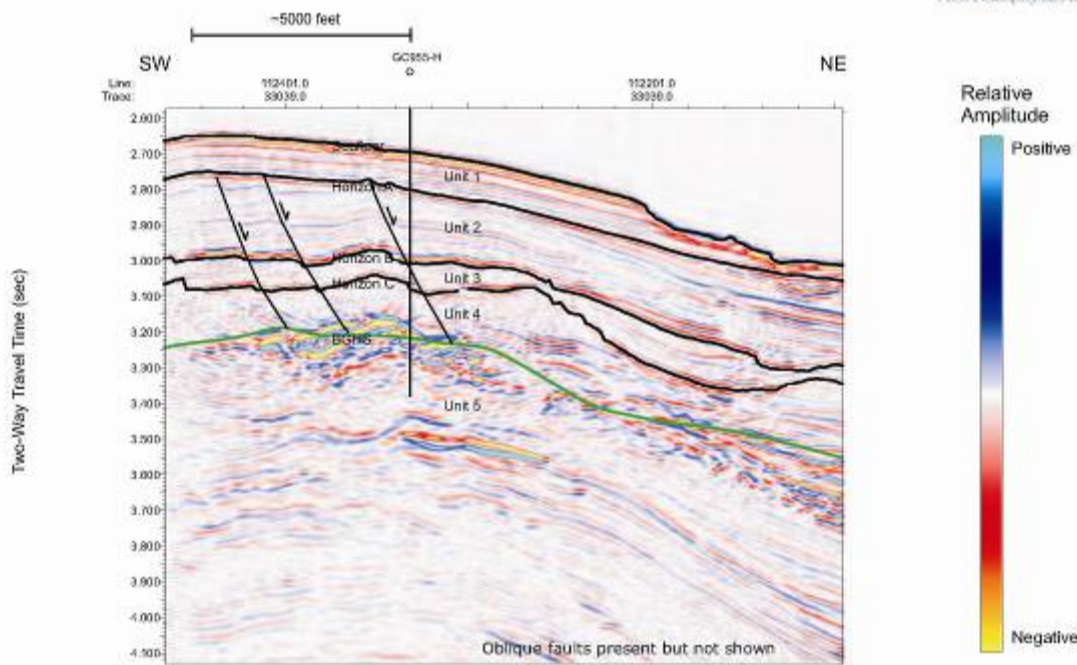 ~5000 feet
SW
GC955-H
NE
Line: 112401.0 112201.0
Trace: 33039.0 33039.0
Relative
Amplitude
Positive
Negative
Two-Way Travel Time (sec)
2.600
2.700
2.800
2.900
3.000
3.100
3.200
3.300
3.400
3.500
3.600
3.700
3.800
3.900
4.000
4.100
Seafloor
Unit 1
Horizon A
Unit 2
Horizon B
Unit 3
Horizon C
Unit 4
BGHS
Unit 5
Oblique faults present but not shown